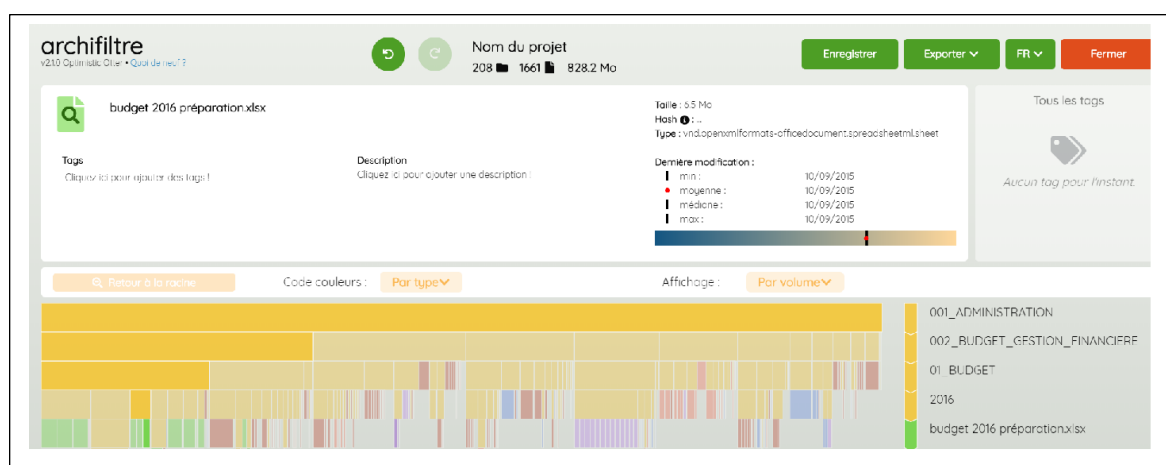 archifiltre
v2.1.0 Optimistic Otter • Quoi de neuf ?
Nom du projet
208 1661 828.2 Mo
Enregistrer
Exporter
FR
Fermer
budget 2016 préparation.xlsx
Taille : 6.5 Mo
Hash : ...
Type : vnd.openxmlformats-officedocument.spreadsheetml.sheet
Tous les tags
Aucun tag pour l'instant.
Tags
Cliquez ici pour ajouter des tags !
Description
Cliquez ici pour ajouter une description !
Dernière modification :
min : 10/09/2015
moyenne : 10/09/2015
médiane : 10/09/2015
max : 10/09/2015
Retour à la racine
Code couleurs : Par type
Affichage : Par volume
001_ADMINISTRATION
002_BUDGET_GESTION_FINANCIERE
01_BUDGET
2016
budget 2016 préparation.xlsx